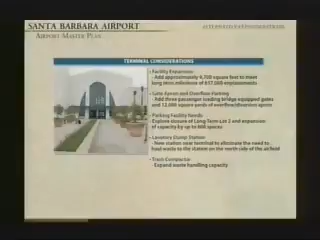 SANTA BARBARA AIRPORT
AIRPORT MASTER PLAN
TERMINAL CONSIDERATIONS
• Facility Expansion
- Add approximately 9,750 square feet to meet
long term milestone of 617,000 enplanements
• Gate Apron and Overflow Parking
- Add three passenger loading bridge equipped gates
and 12,000 square yards of overflow/diversion apron
• Parking Facility Needs
- Explore closure of Long Term Lot 2 and expansion
of capacity by up to 600 spaces
• Lavatory Dump Station
- New station near terminal to eliminate the need to
haul waste to the station on the north side of the airfield
• Trash Compactor
- Expand waste handling capacity